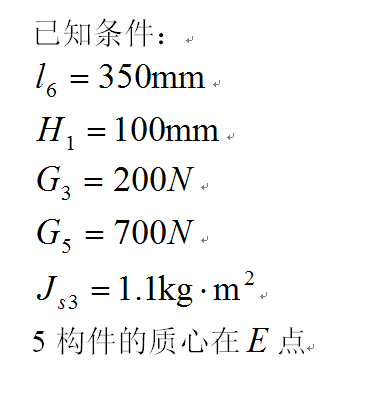 已知条件：
l₆ = 350mm
H₁ = 100mm
G₃ = 200N
G₅ = 700N
Jₛ₃ = 1.1kg · m²
5 构件的质心在 E 点